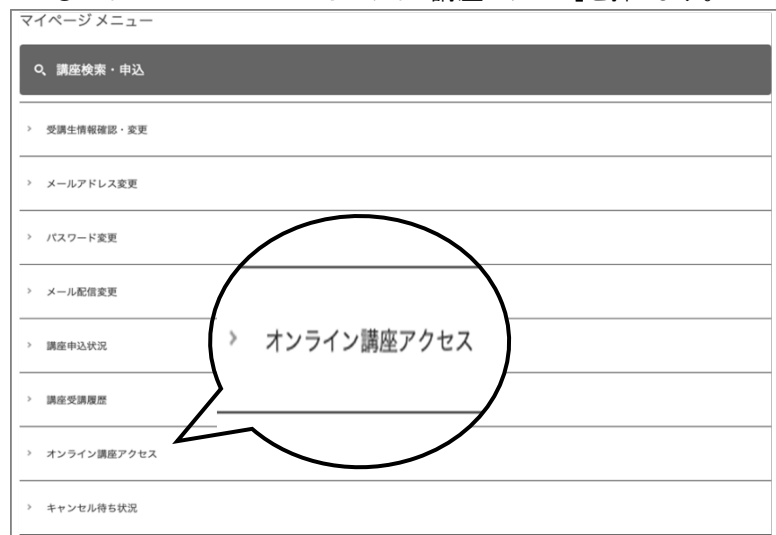 マイページ メニュー
講座検索・申込
受講生情報確認・変更
メールアドレス変更
パスワード変更
メール配信変更
講座申込状況
オンライン講座アクセス
講座受講履歴
オンライン講座アクセス
キャンセル待ち状況